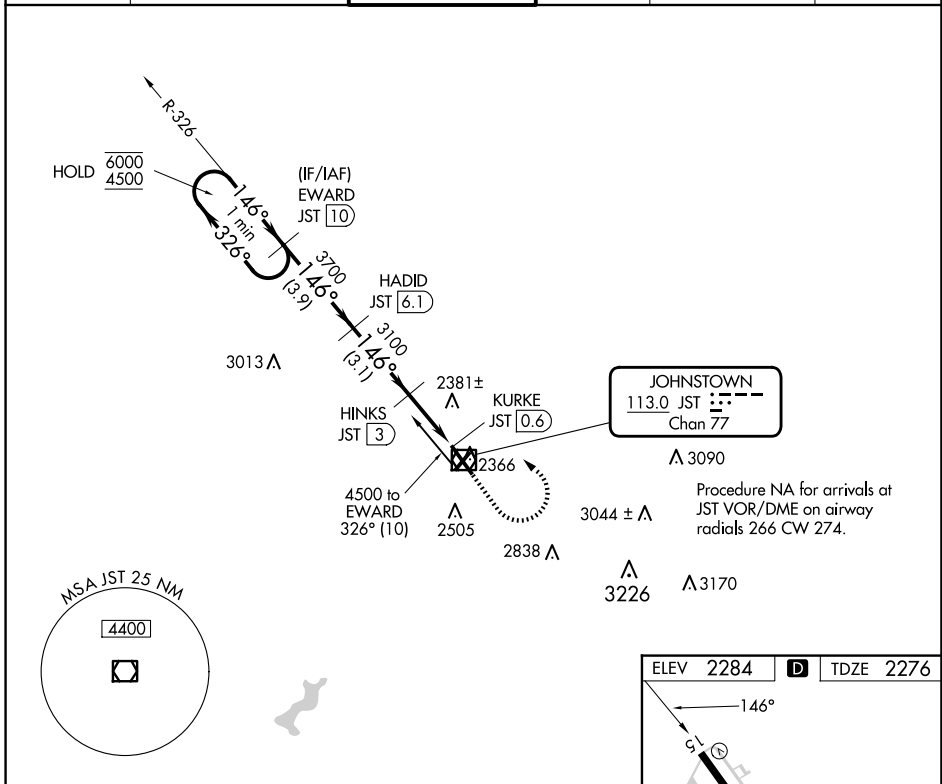 R-326
HOLD 6000
4500
(IF/IAF)
EWARD
JST 10
146°
1 min
326°
3700
146°
(3.9)
HADID
JST 6.1
3100
146°
(3.1)
3013
2381±
HINKS
JST 3
KURKE
JST 0.6
JOHNSTOWN
113.0 JST
Chan 77
2366
3090
4500 to
EWARD
326° (10)
2505
3044 ±
Procedure NA for arrivals at
JST VOR/DME on airway
radials 266 CW 274.
2838
3226
3170
MSA JST 25 NM
4400
ELEV 2284 D TDZE 2276
146°
15
V